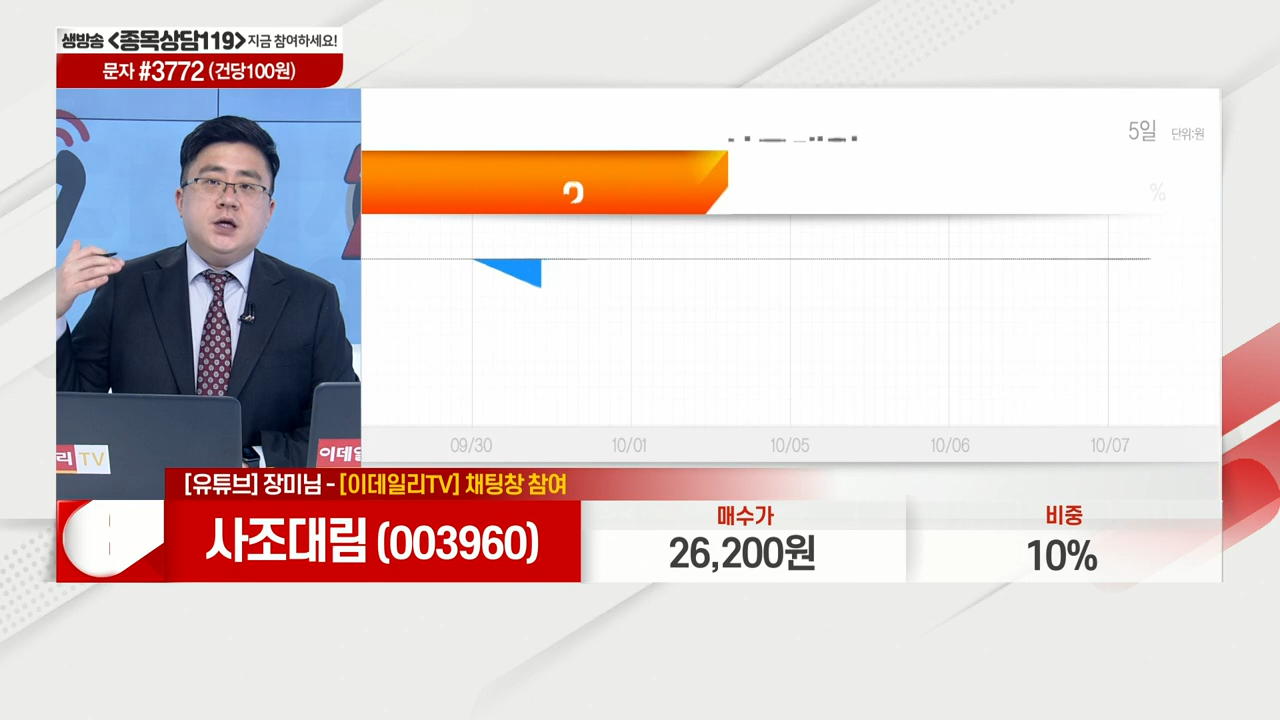 생방송 <종목상담119> 지금 참여하세요!
문자 #3772 (건당100원)
5일 단위:원
%
09/30 10/01 10/05 10/06 10/07
리 TV
이데일
[유튜브] 장미님 - [이데일리TV] 채팅창 참여
사조대림 (003960)
매수가
26,200원
비중
10%